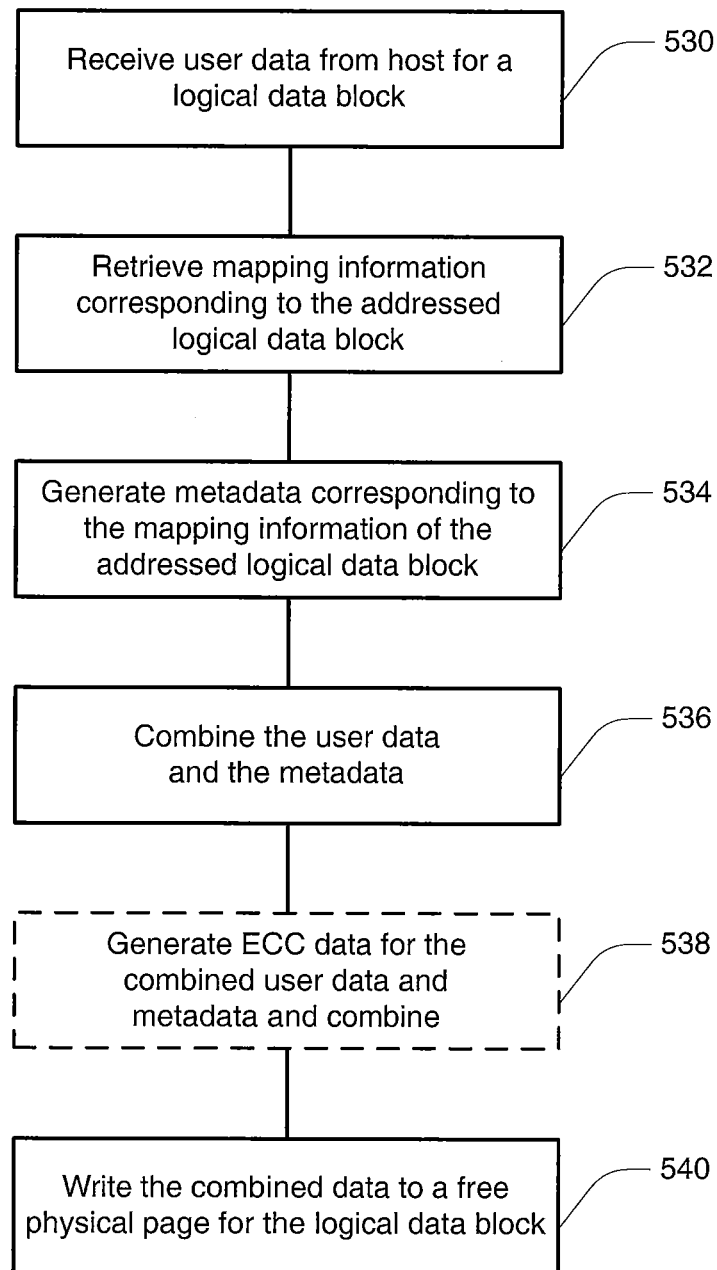 Receive user data from host for a
logical data block
530
Retrieve mapping information
corresponding to the addressed
logical data block
532
Generate metadata corresponding to
the mapping information of the
addressed logical data block
534
Combine the user data
and the metadata
536
Generate ECC data for the
combined user data and
metadata and combine
538
Write the combined data to a free
physical page for the logical data block
540